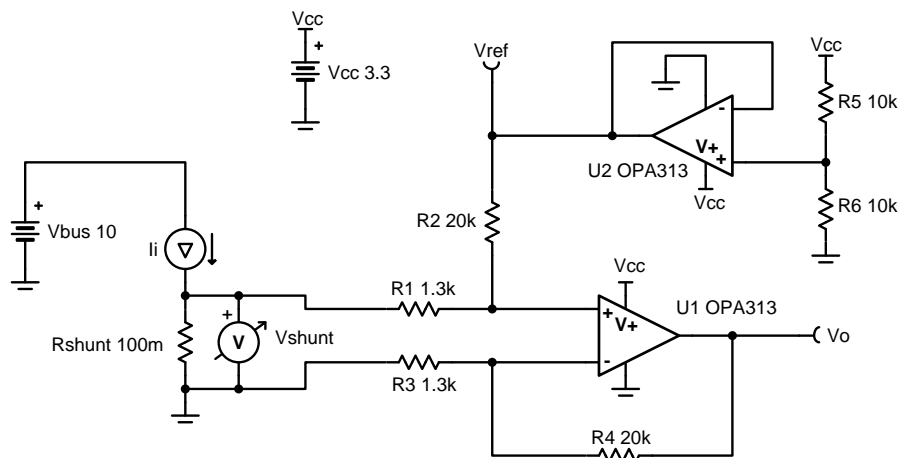 Vcc
+
Vcc 3.3
Vref
Vcc
R5 10k
-
V+
+
U2 OPA313
Vcc
R6 10k
+
Vbus 10
Ii
R2 20k
Vcc
R1 1.3k
U1 OPA313
+
V+
-
Vo
Rshunt 100m
+
V
Vshunt
R3 1.3k
R4 20k